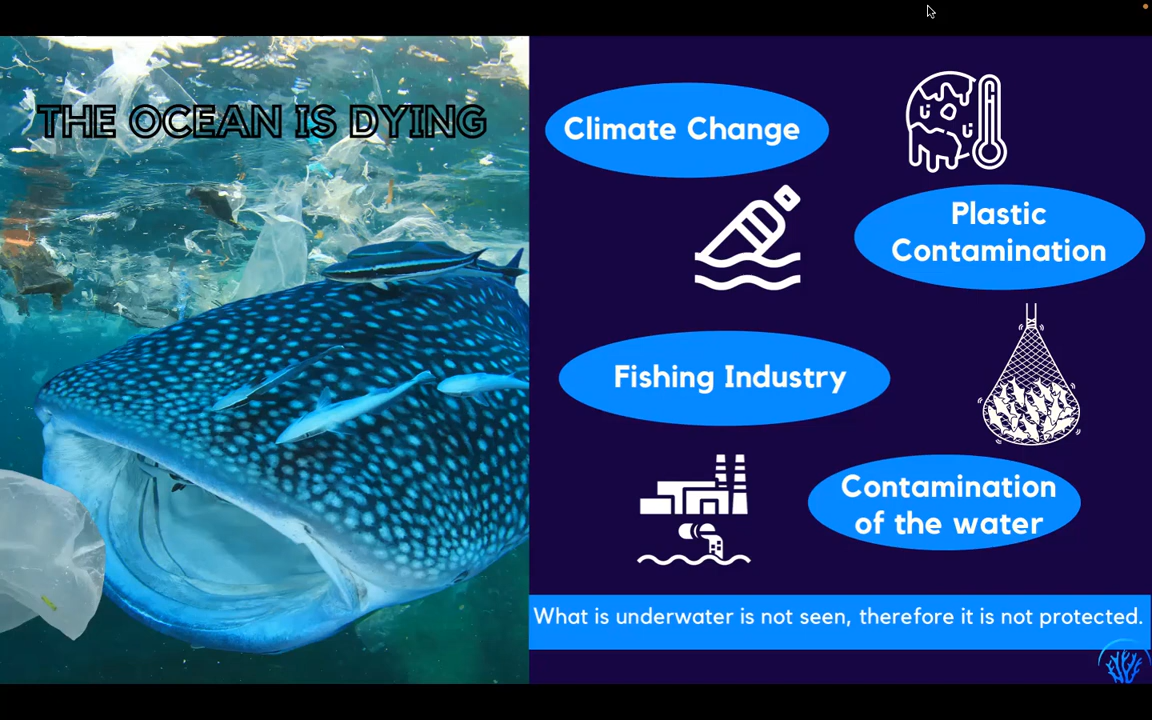 THE OCEAN IS DYING
Climate Change
Plastic
Contamination
Fishing Industry
Contamination
of the water
What is underwater is not seen, therefore it is not protected.